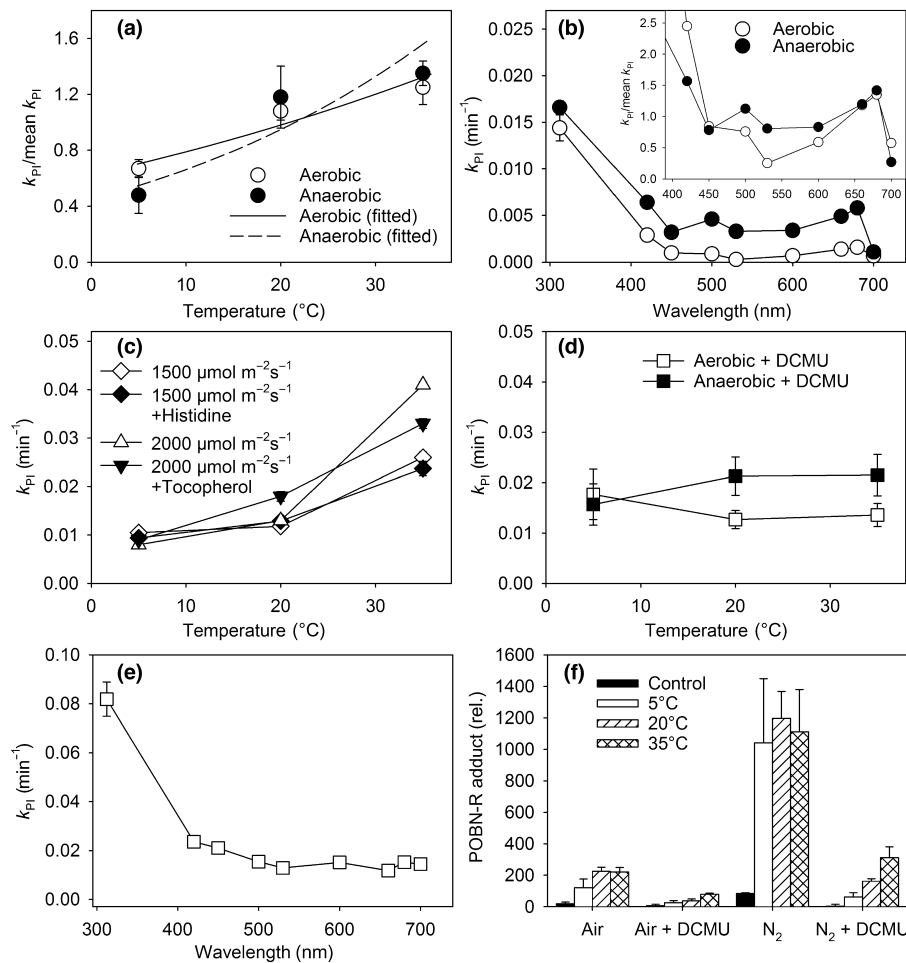 (a)
k_PI/mean k_PI
1.6
1.2
0.8
0.4
0.0
Aerobic
Anaerobic
Aerobic (fitted)
Anaerobic (fitted)
0 10 20 30
Temperature (°C)
(b)
k_PI (min⁻¹)
0.025
0.020
0.015
0.010
0.005
0.000
300 400 500 600 700
Wavelength (nm)
k_PI/mean k_PI
2.5
2.0
1.5
1.0
0.5
0.0
400 450 500 550 600 650 700
Aerobic
Anaerobic
(c)
k_PI (min⁻¹)
0.05
0.04
0.03
0.02
0.01
0.00
1500 µmol m⁻²s⁻¹
1500 µmol m⁻²s⁻¹
+Histidine
2000 µmol m⁻²s⁻¹
2000 µmol m⁻²s⁻¹
+Tocopherol
0 10 20 30
Temperature (°C)
(d)
k_PI (min⁻¹)
0.05
0.04
0.03
0.02
0.01
0.00
Aerobic + DCMU
Anaerobic + DCMU
0 10 20 30
Temperature (°C)
(e)
k_PI (min⁻¹)
0.10
0.08
0.06
0.04
0.02
0.00
300 400 500 600 700
Wavelength (nm)
(f)
POBN-R adduct (rel.)
1600
1400
1200
1000
800
600
400
200
0
Control
5°C
20°C
35°C
Air Air + DCMU N₂ N₂ + DCMU